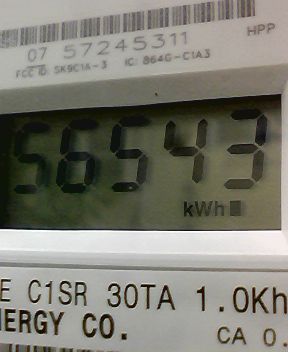 07 57245311
HPP
FCC ID: SK9C1A-3 IC: 864G-C1A3
56543
kWh
E C1SR 30TA 1.0Kh
ERGY CO.
CA 0.